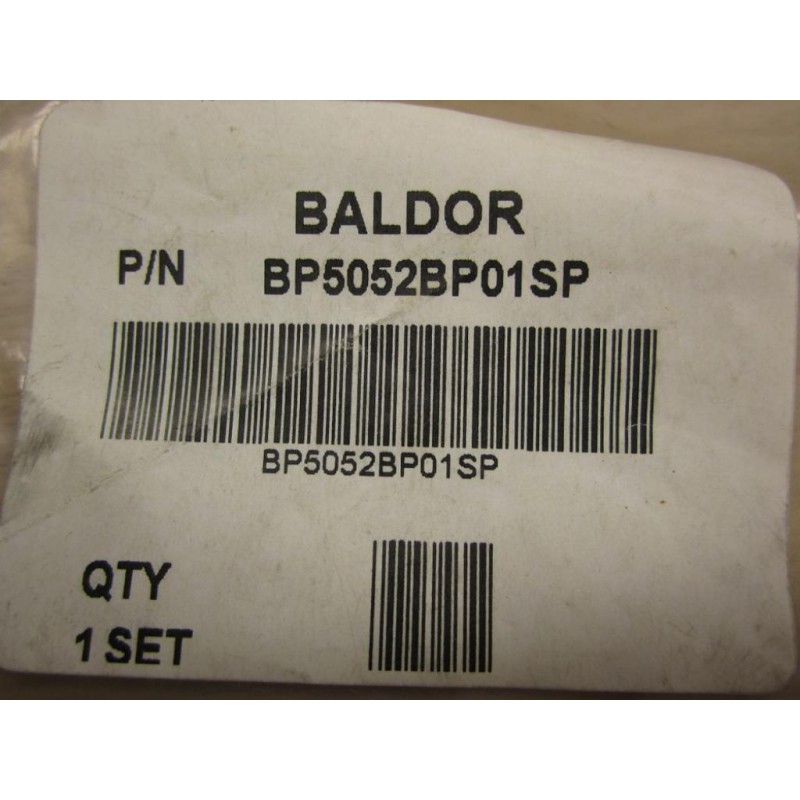 BALDOR
P/N BP5052BP01SP
BP5052BP01SP
QTY
1 SET